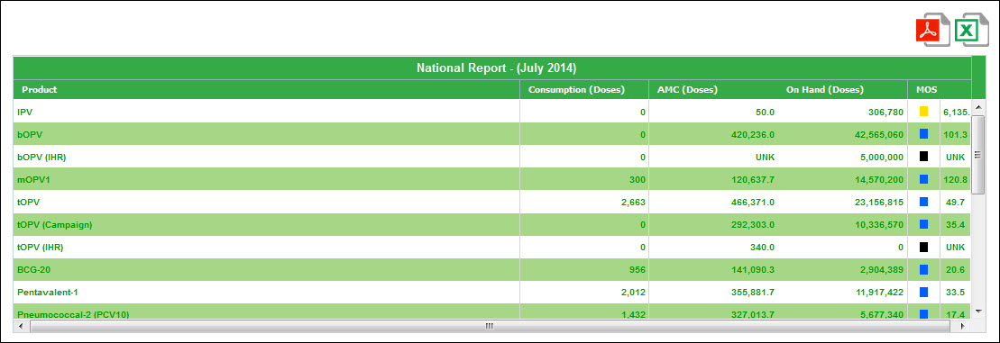 National Report - (July 2014)
Product Consumption (Doses) AMC (Doses) On Hand (Doses) MOS
IPV 0 50.0 306,780 6,135.
bOPV 0 420,236.0 42,565,060 101.3
bOPV (IHR) 0 UNK 5,000,000 UNK
mOPV1 300 120,637.7 14,570,200 120.8
tOPV 2,663 466,371.0 23,156,815 49.7
tOPV (Campaign) 0 292,303.0 10,336,570 35.4
tOPV (IHR) 0 340.0 0 UNK
BCG-20 956 141,090.3 2,904,389 20.6
Pentavalent-1 2,012 355,881.7 11,917,422 33.5
Pneumococcal-2 (PCV10) 1,432 327,013.7 5,677,340 17.4